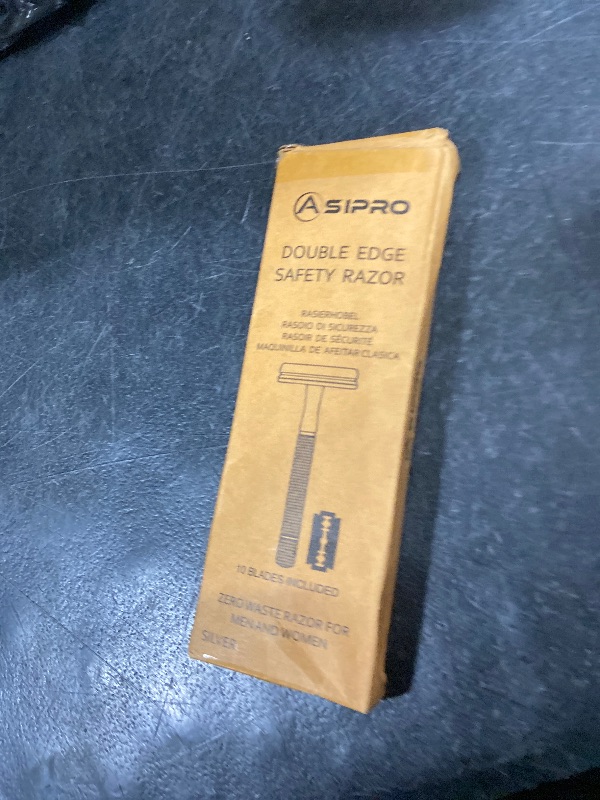 ASIPRO
DOUBLE EDGE
SAFETY RAZOR
RASIERHOBEL
RASOIO DI SICUREZZA
RASOIR DE SÉCURITÉ
MAQUINILLA DE AFEITAR CLASICA
10 BLADES INCLUDED
ZERO WASTE RAZOR FOR
MEN AND WOMEN
SILVER